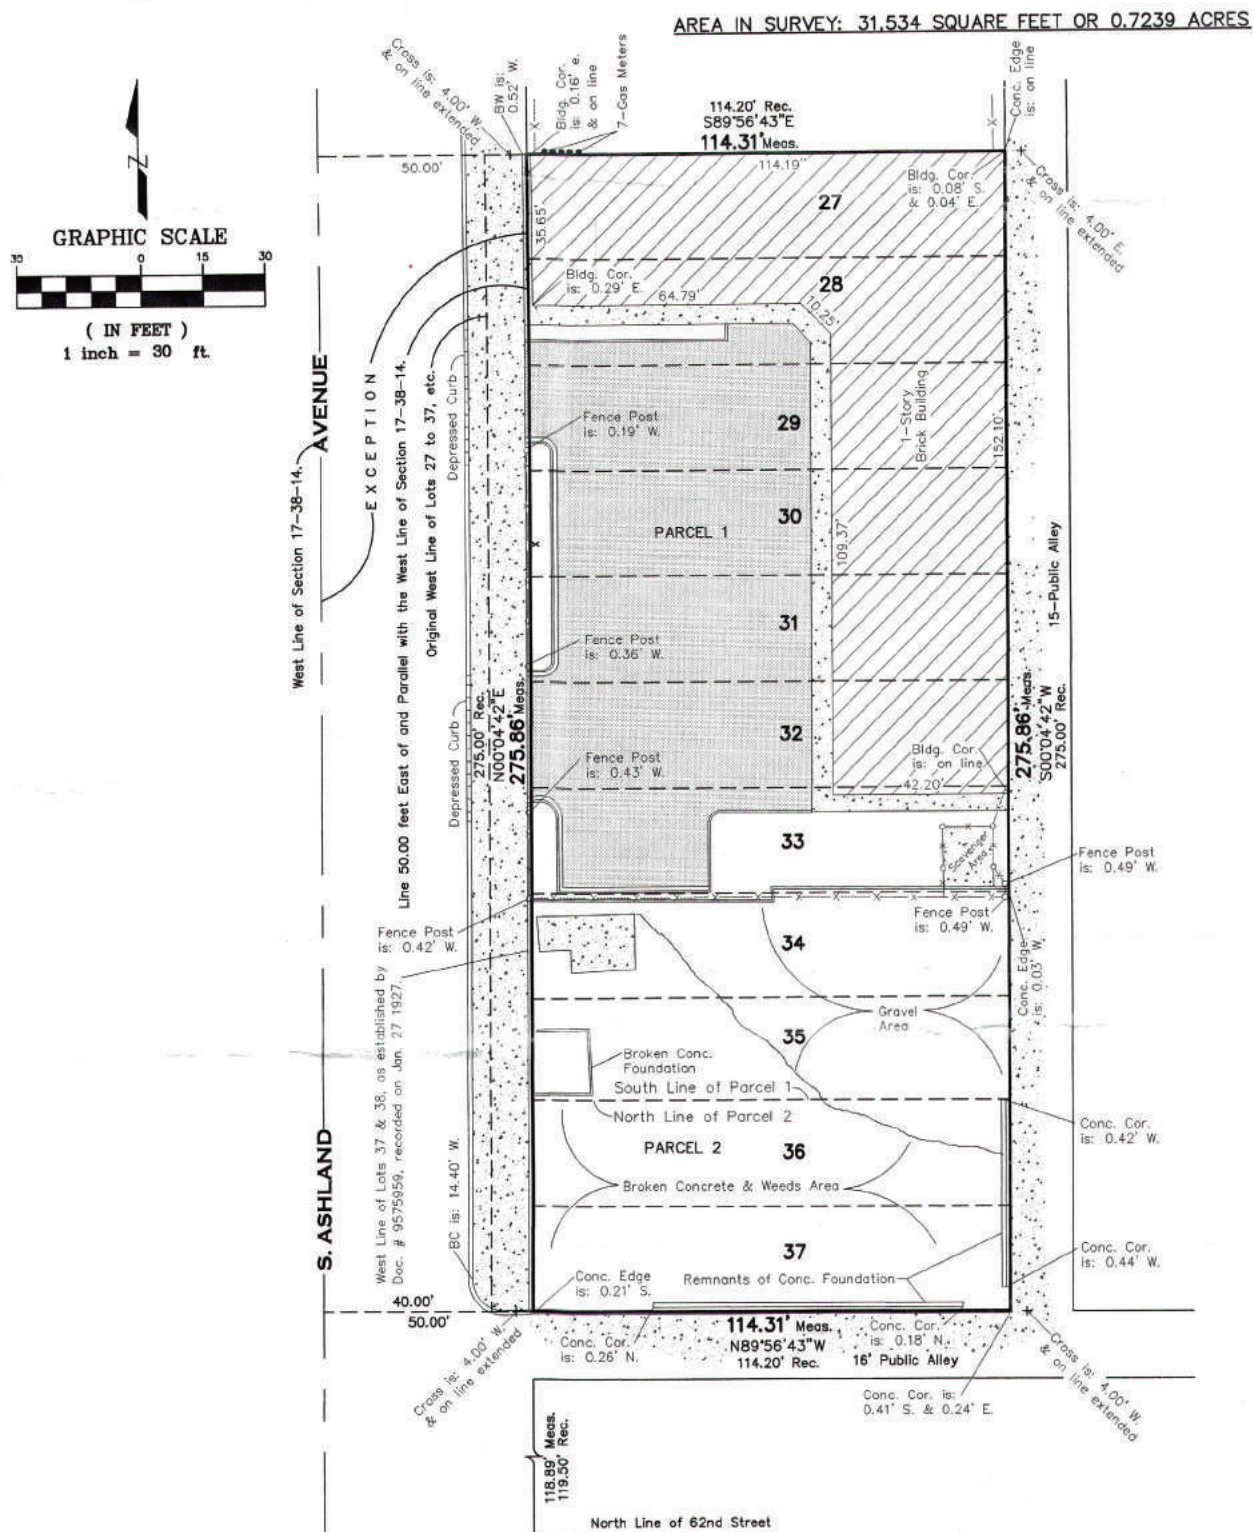 AREA IN SURVEY: 31,534 SQUARE FEET OR 0.7239 ACRES
Cross is: 4.00' W.
& on line extended
BW is:
0.52' W.
Bldg. Cor.
is: 0.16' e.
& on line
7-Gas Meters
Conc. Edge
is: on line
114.20' Rec.
S89°56'43"E
114.31' Meas.
50.00'
114.19"
Bldg. Cor.
is: 0.08' S.
& 0.04' E.
Cross is: 4.00' E.
& on line extended
N
GRAPHIC SCALE
30 0 15 30
( IN FEET )
1 inch = 30 ft.
27
35.65'
Bldg. Cor.
is: 0.29' E.
64.79'
10.25'
28
AVENUE
West Line of Section 17-38-14.
EXCEPTION
Line 50.00 feet East of and Parallel with the West Line of Section 17-38-14.
Original West Line of Lots 27 to 37, etc.
Depressed Curb
Fence Post
is: 0.19' W.
29
1-Story
Brick Building
152.10'
30
PARCEL 1
109.37'
15-Public Alley
31
Fence Post
is: 0.36' W.
Depressed Curb
275.00' Rec.
N00°04'42"E
275.86' Meas.
32
Fence Post
is: 0.43' W.
Bldg. Cor.
is: on line
42.20'
275.86' Meas.
S00°04'42"W
275.00' Rec.
33
Scavenger
Area
Fence Post
is: 0.49' W.
Fence Post
is: 0.42' W.
Fence Post
is: 0.49' W.
34
Conc. Edge
is: 0.03' W.
West Line of Lots 37 & 38, as established by
Doc. # 9575959, recorded on Jan. 27 1927.
Gravel
Area
35
Broken Conc.
Foundation
South Line of Parcel 1
North Line of Parcel 2
Conc. Cor.
is: 0.42' W.
PARCEL 2
36
Broken Concrete & Weeds Area
S. ASHLAND
BC is: 14.40' W.
37
Conc. Cor.
is: 0.44' W.
Conc. Edge
is: 0.21' S.
Remnants of Conc. Foundation
40.00'
50.00'
Cross is: 4.00' W.
& on line extended
Conc. Cor.
is: 0.26' N.
114.31' Meas.
N89°56'43"W
114.20' Rec.
Conc. Cor.
is: 0.18' N.
16' Public Alley
Cross is: 4.00' W.
& on line extended
Conc. Cor. is:
0.41' S. & 0.24' E.
118.89' Meas.
119.50' Rec.
North Line of 62nd Street